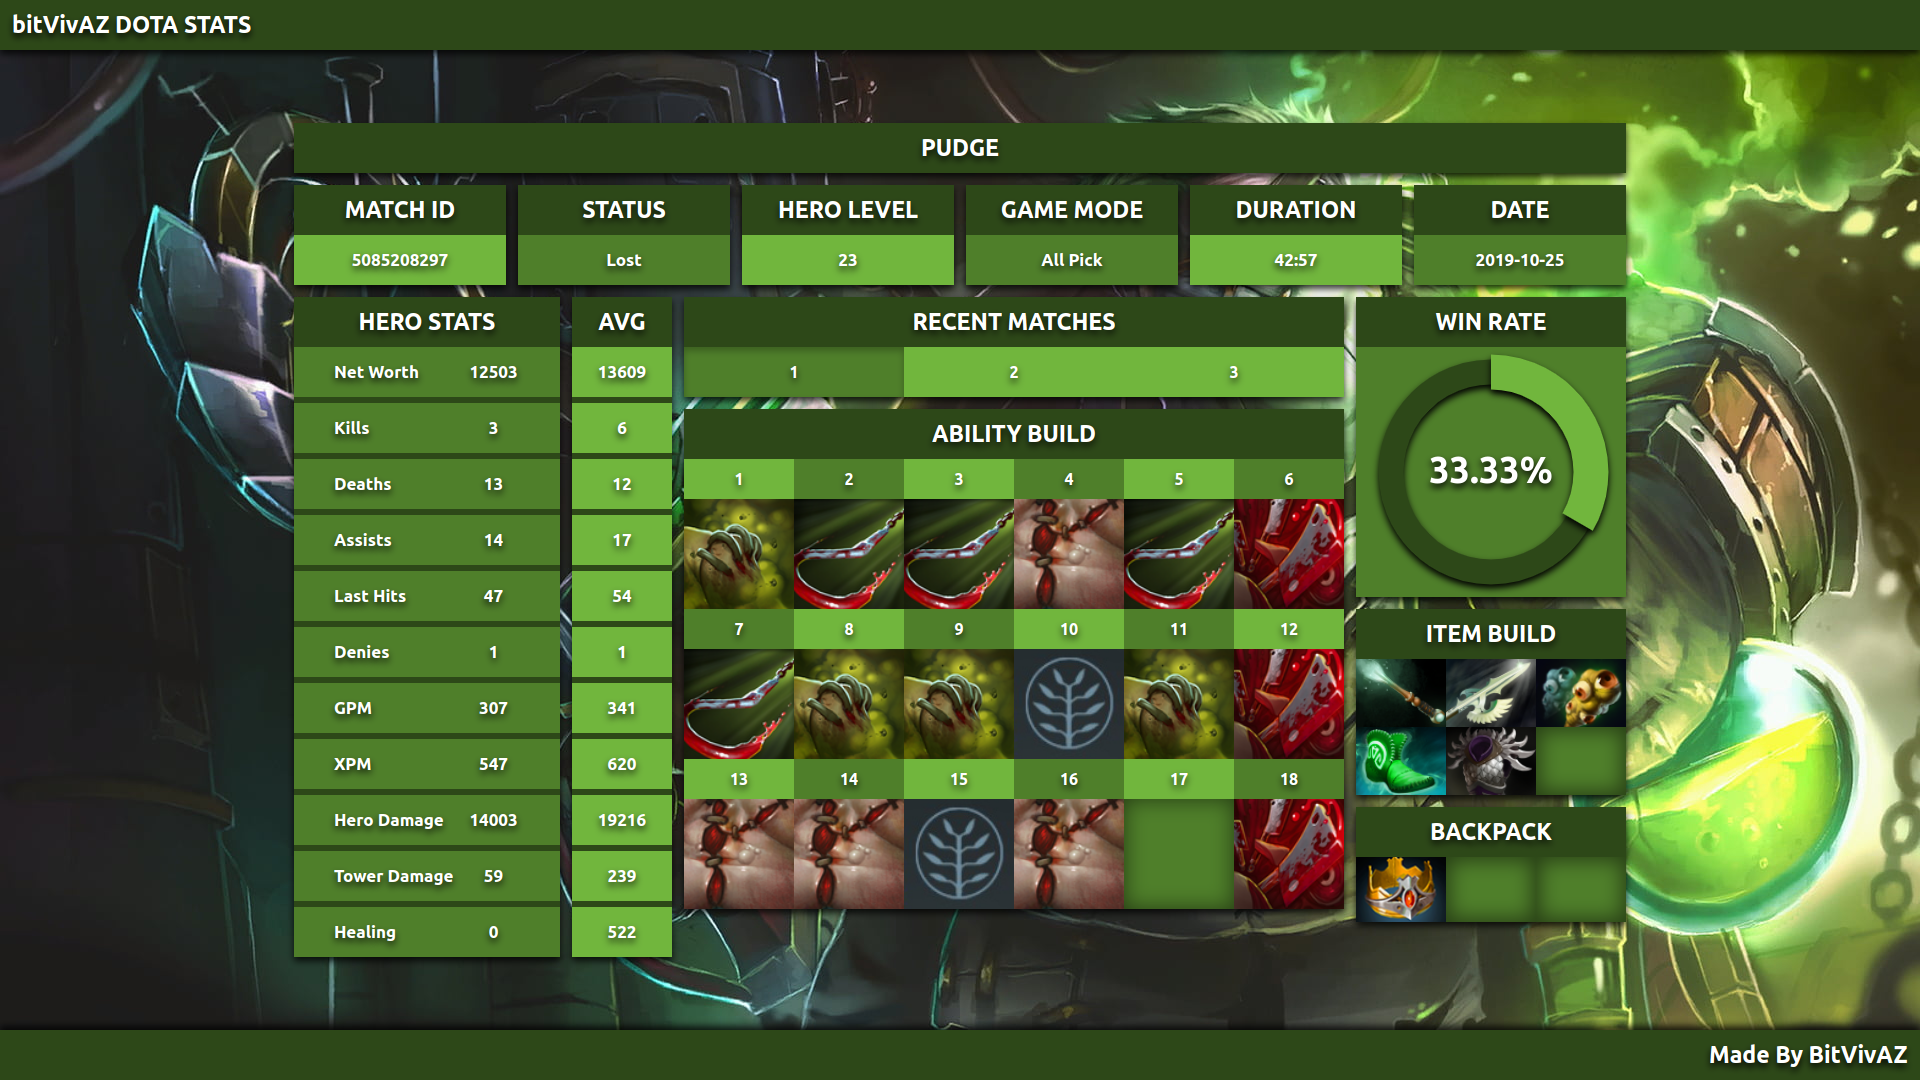 bitVivAZ DOTA STATS
PUDGE
MATCH ID STATUS HERO LEVEL GAME MODE DURATION DATE
5085208297 Lost 23 All Pick 42:57 2019-10-25
HERO STATS AVG
Net Worth 12503 13609
Kills 3 6
Deaths 13 12
Assists 14 17
Last Hits 47 54
Denies 1 1
GPM 307 341
XPM 547 620
Hero Damage 14003 19216
Tower Damage 59 239
Healing 0 522
RECENT MATCHES
1 2 3
ABILITY BUILD
1 2 3 4 5 6
7 8 9 10 11 12
13 14 15 16 17 18
WIN RATE
33.33%
ITEM BUILD
BACKPACK
Made By BitVivAZ